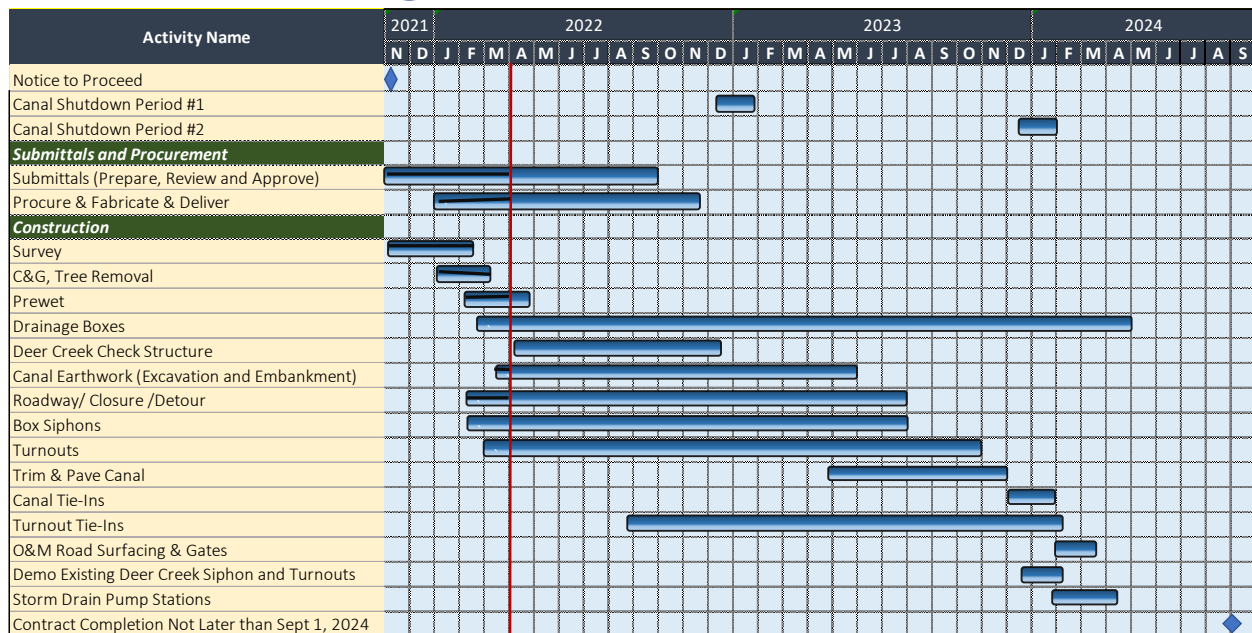 2021 2022 2023 2024
Activity Name
N D J F M A M J J A S O N D J F M A M J J A S O N D J F M A M J J A S
Notice to Proceed
Canal Shutdown Period #1
Canal Shutdown Period #2
Submittals and Procurement
Submittals (Prepare, Review and Approve)
Procure & Fabricate & Deliver
Construction
Survey
C&G, Tree Removal
Prewet
Drainage Boxes
Deer Creek Check Structure
Canal Earthwork (Excavation and Embankment)
Roadway/ Closure /Detour
Box Siphons
Turnouts
Trim & Pave Canal
Canal Tie-Ins
Turnout Tie-Ins
O&M Road Surfacing & Gates
Demo Existing Deer Creek Siphon and Turnouts
Storm Drain Pump Stations
Contract Completion Not Later than Sept 1, 2024